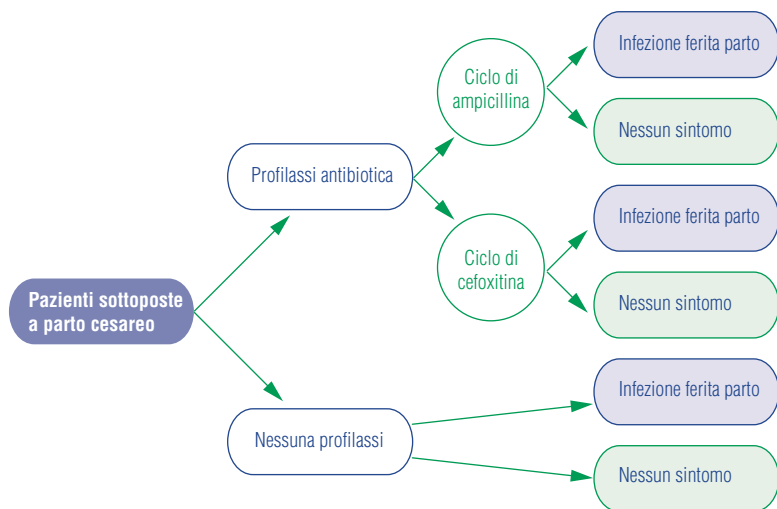 Infezione ferita parto
Ciclo di
ampicillina
Nessun sintomo
Profilassi antibiotica
Infezione ferita parto
Ciclo di
cefoxitina
Nessun sintomo
Pazienti sottoposte
a parto cesareo
Infezione ferita parto
Nessuna profilassi
Nessun sintomo